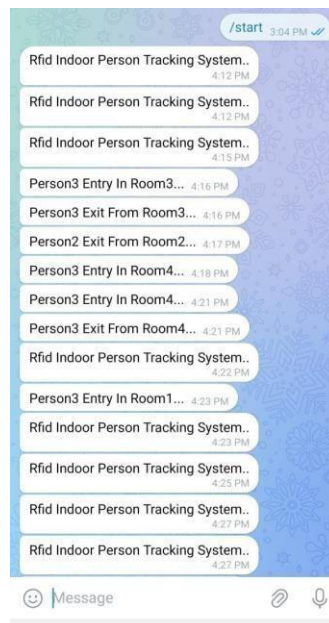 /start 3:04 PM
Rfid Indoor Person Tracking System..
4:12 PM
Rfid Indoor Person Tracking System..
4:12 PM
Rfid Indoor Person Tracking System..
4:15 PM
Person3 Entry In Room3... 4:16 PM
Person3 Exit From Room3... 4:16 PM
Person2 Exit From Room2... 4:17 PM
Person3 Entry In Room4... 4:18 PM
Person3 Entry In Room4... 4:21 PM
Person3 Exit From Room4... 4:21 PM
Rfid Indoor Person Tracking System..
4:22 PM
Person3 Entry In Room1... 4:23 PM
Rfid Indoor Person Tracking System..
4:23 PM
Rfid Indoor Person Tracking System..
4:25 PM
Rfid Indoor Person Tracking System..
4:27 PM
Rfid Indoor Person Tracking System..
4:27 PM
Message